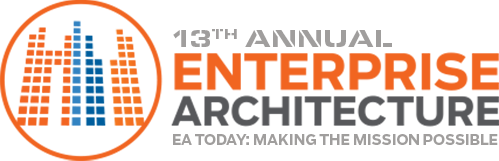 13TH ANNUAL
ENTERPRISE
ARCHITECTURE
EA TODAY: MAKING THE MISSION POSSIBLE